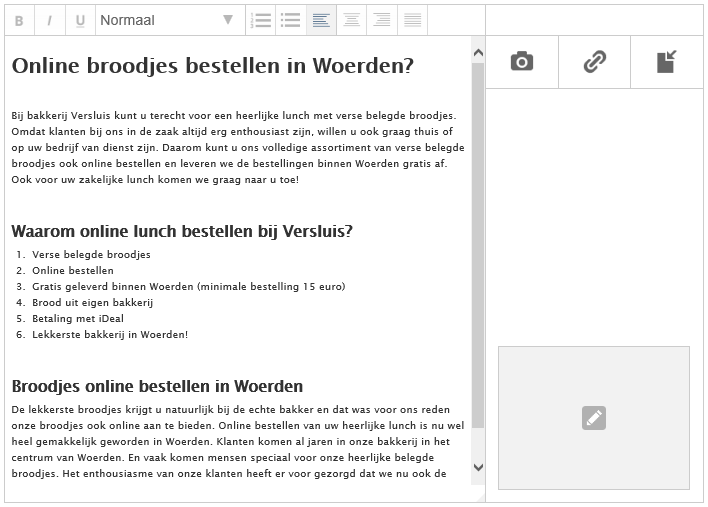 B I U Normaal
Online broodjes bestellen in Woerden?
Bij bakkerij Versluis kunt u terecht voor een heerlijke lunch met verse belegde broodjes.
Omdat klanten bij ons in de zaak altijd erg enthousiast zijn, willen u ook graag thuis of
op uw bedrijf van dienst zijn. Daarom kunt u ons volledige assortiment van verse belegde
broodjes ook online bestellen en leveren we de bestellingen binnen Woerden gratis af.
Ook voor uw zakelijke lunch komen we graag naar u toe!
Waarom online lunch bestellen bij Versluis?
1. Verse belegde broodjes
2. Online bestellen
3. Gratis geleverd binnen Woerden (minimale bestelling 15 euro)
4. Brood uit eigen bakkerij
5. Betaling met iDeal
6. Lekkerste bakkerij in Woerden!
Broodjes online bestellen in Woerden
De lekkerste broodjes krijgt u natuurlijk bij de echte bakker en dat was voor ons reden
onze broodjes ook online aan te bieden. Online bestellen van uw heerlijke lunch is nu wel
heel gemakkelijk geworden in Woerden. Klanten komen al jaren in onze bakkerij in het
centrum van Woerden. En vaak komen mensen speciaal voor onze heerlijke belegde
broodjes. Het enthousiasme van onze klanten heeft er voor gezorgd dat we nu ook de